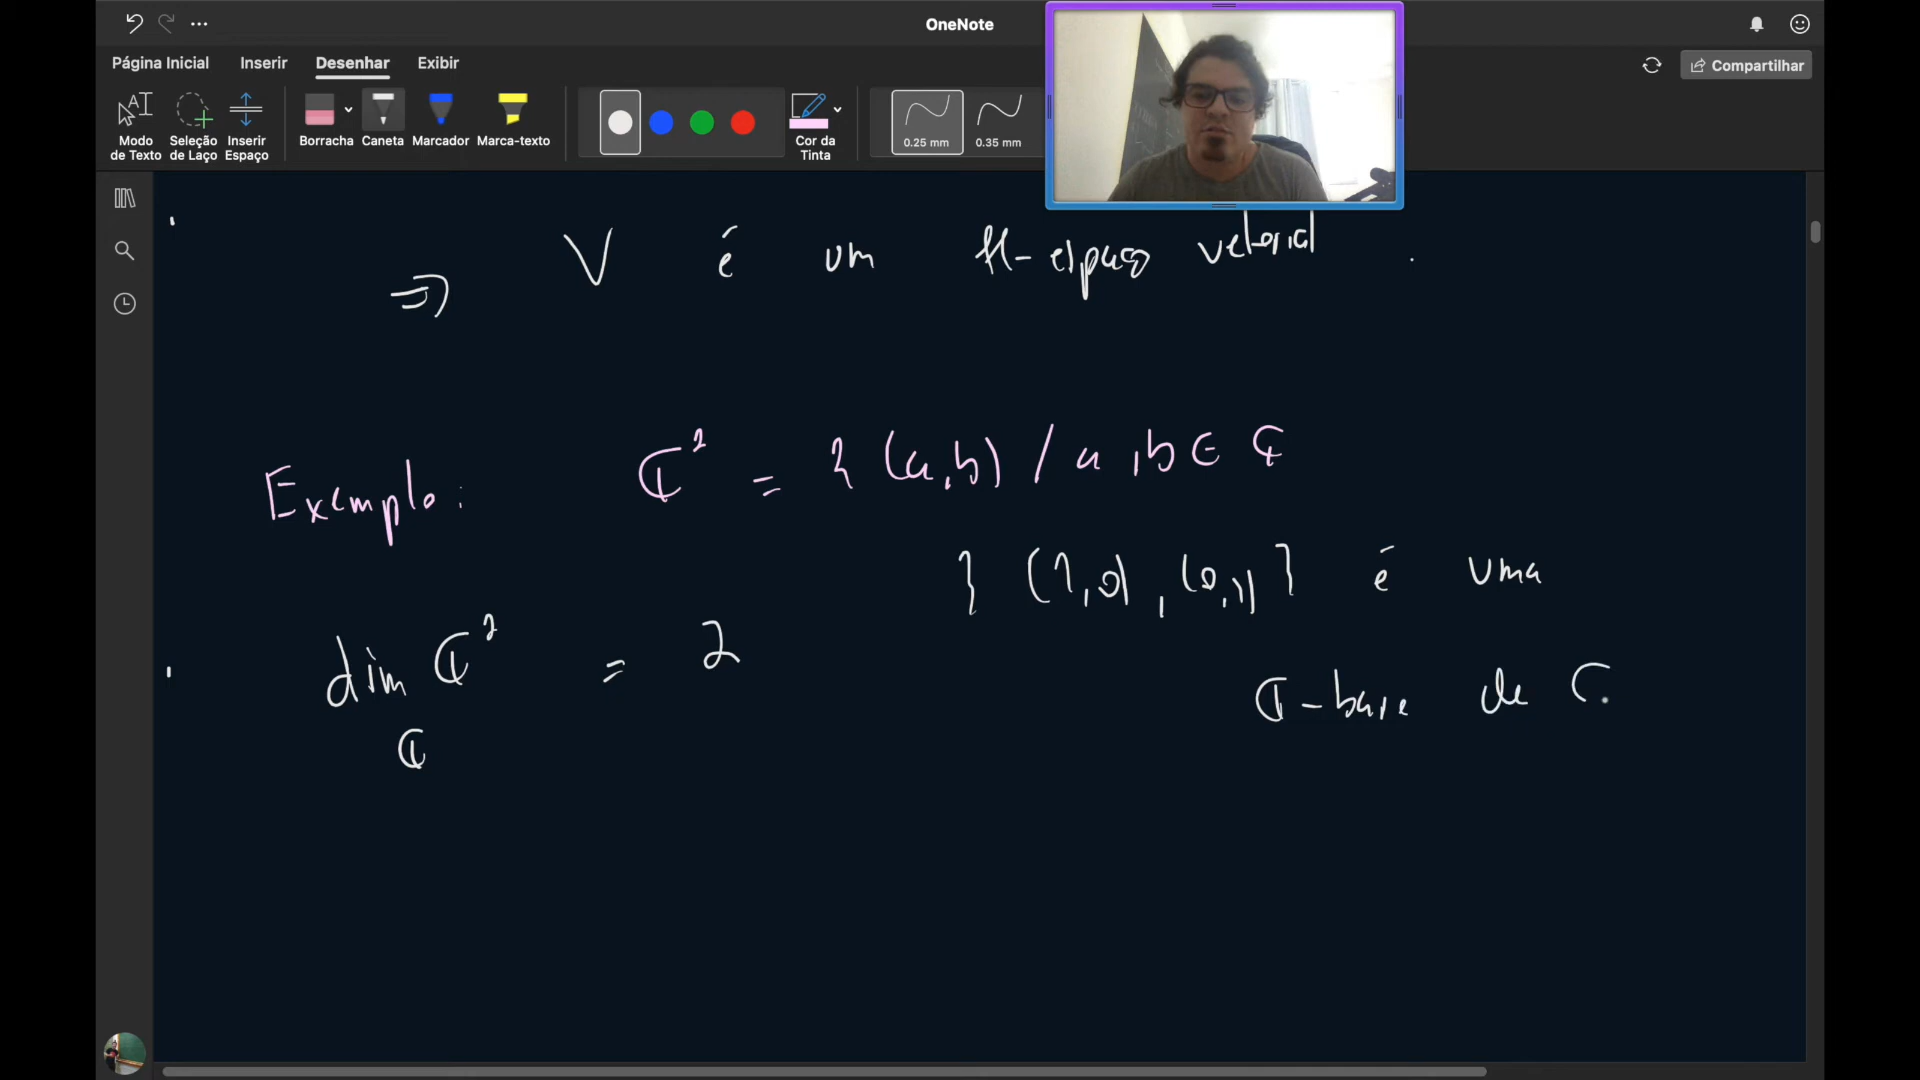 OneNote
Página Inicial Inserir Desenhar Exibir
Compartilhar
Modo de Texto Seleção de Laço Inserir Espaço Borracha Caneta Marcador Marca-texto Cor da Tinta 0.25 mm 0.35 mm
⇒ V é um K-espaço vetorial.
Exemplo: ℂ² = { (a,b) / a,b ∈ ℂ
{ (1,0), (0,1) } é uma
dim ℂ² = 2
ℂ-base de C
ℂ